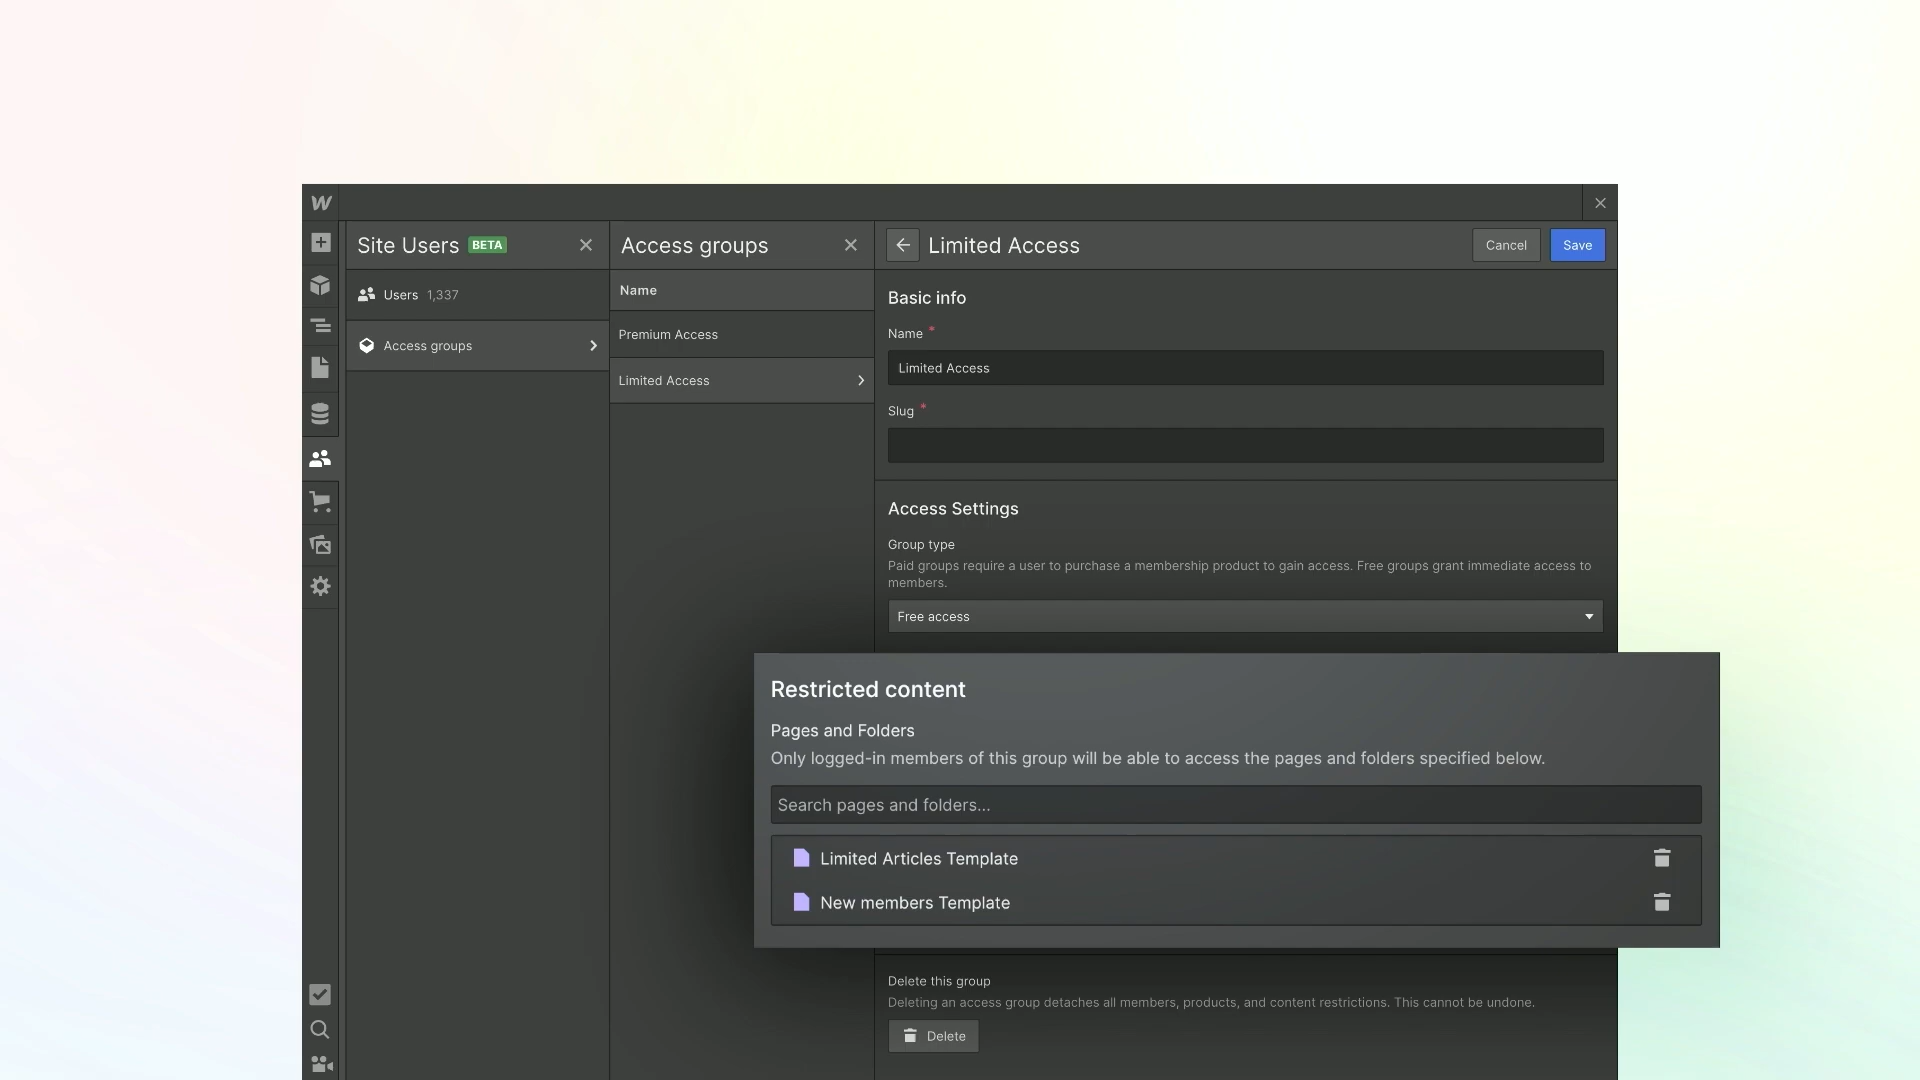 W
Site Users BETA
Users 1,337
Access groups
Access groups
Name
Premium Access
Limited Access
Limited Access
Cancel
Save
Basic info
Name *
Limited Access
Slug *
Access Settings
Group type
Paid groups require a user to purchase a membership product to gain access. Free groups grant immediate access to
members.
Free access
Restricted content
Pages and Folders
Only logged-in members of this group will be able to access the pages and folders specified below.
Search pages and folders...
Limited Articles Template
New members Template
Delete this group
Deleting an access group detaches all members, products, and content restrictions. This cannot be undone.
Delete